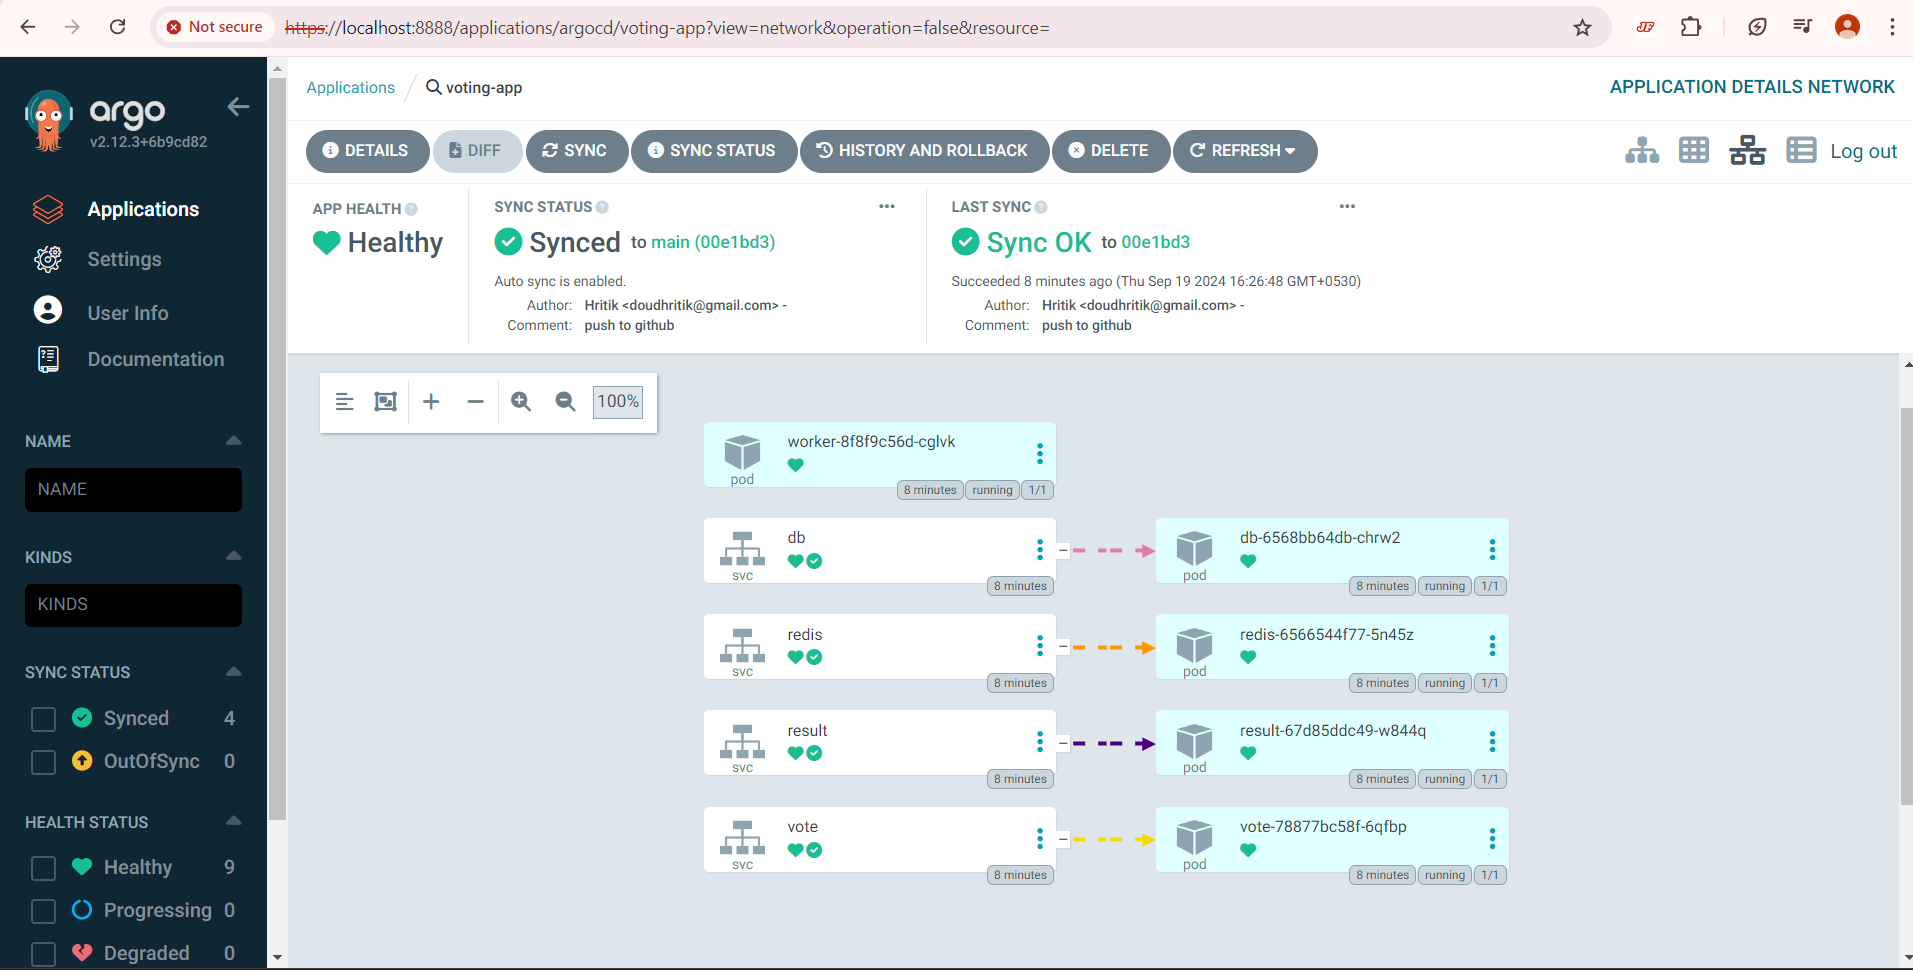 Not secure https://localhost:8888/applications/argocd/voting-app?view=network&operation=false&resource=
argo
v2.12.3+6b9cd82
Applications
Settings
User Info
Documentation
NAME
NAME
KINDS
KINDS
SYNC STATUS
Synced 4
OutOfSync 0
HEALTH STATUS
Healthy 9
Progressing 0
Degraded 0
Applications / voting-app
APPLICATION DETAILS NETWORK
DETAILS DIFF SYNC SYNC STATUS HISTORY AND ROLLBACK DELETE REFRESH
Log out
APP HEALTH
Healthy
SYNC STATUS
Synced to main (00e1bd3)
Auto sync is enabled.
Author: Hritik <doudhritik@gmail.com> -
Comment: push to github
LAST SYNC
Sync OK to 00e1bd3
Succeeded 8 minutes ago (Thu Sep 19 2024 16:26:48 GMT+0530)
Author: Hritik <doudhritik@gmail.com> -
Comment: push to github
100%
worker-8f8f9c56d-cglvk
pod
8 minutes running 1/1
db
svc
8 minutes
db-6568bb64db-chrw2
pod
8 minutes running 1/1
redis
svc
8 minutes
redis-6566544f77-5n45z
pod
8 minutes running 1/1
result
svc
8 minutes
result-67d85ddc49-w844q
pod
8 minutes running 1/1
vote
svc
8 minutes
vote-78877bc58f-6qfbp
pod
8 minutes running 1/1